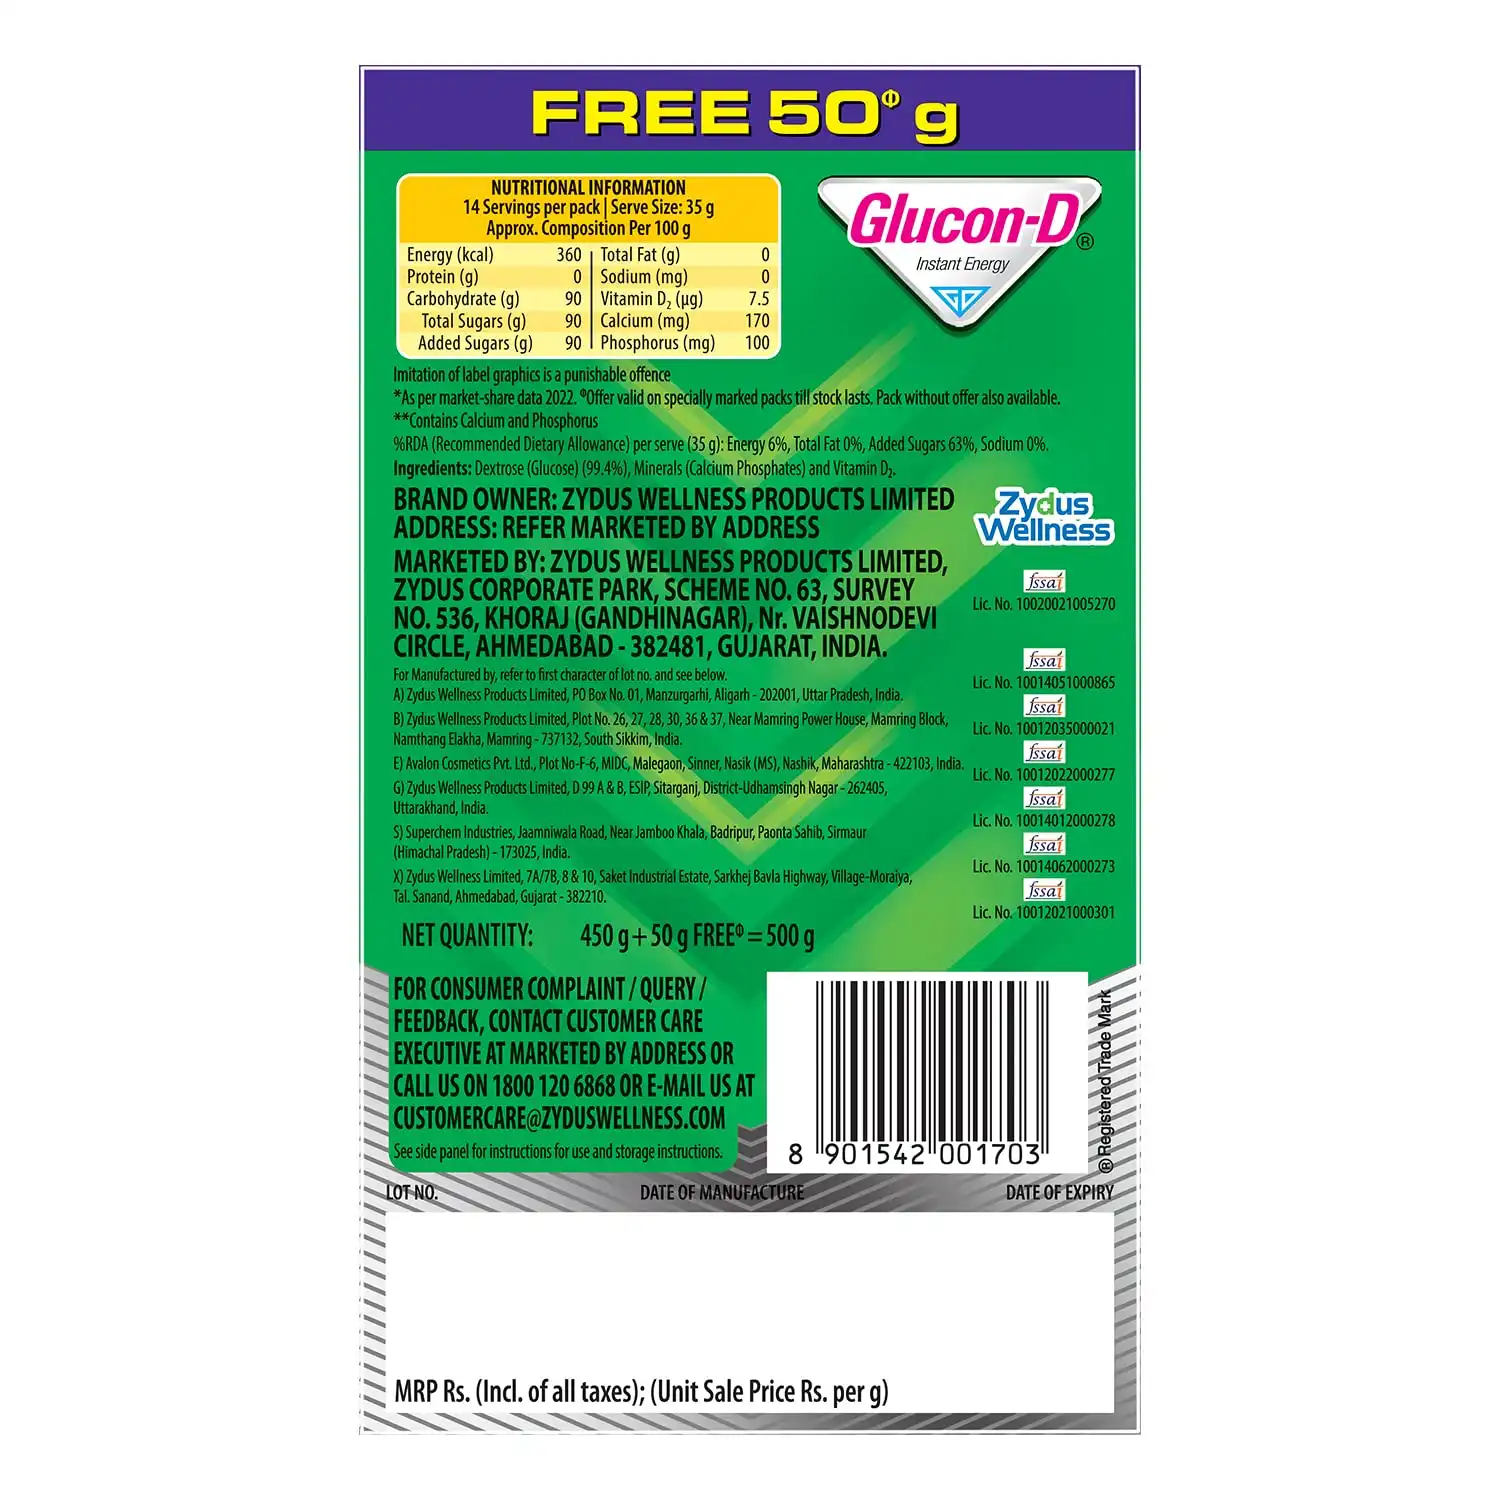 FREE 50Φ g
NUTRITIONAL INFORMATION
14 Servings per pack | Serve Size: 35 g
Approx. Composition Per 100 g
Energy (kcal) 360
Protein (g) 0
Carbohydrate (g) 90
Total Sugars (g) 90
Added Sugars (g) 90
Total Fat (g) 0
Sodium (mg) 0
Vitamin D₂ (µg) 7.5
Calcium (mg) 170
Phosphorus (mg) 100
Glucon-D®
Instant Energy
GD
Imitation of label graphics is a punishable offence
*As per market-share data 2022. ΦOffer valid on specially marked packs till stock lasts. Pack without offer also available.
**Contains Calcium and Phosphorus
%RDA (Recommended Dietary Allowance) per serve (35 g): Energy 6%, Total Fat 0%, Added Sugars 63%, Sodium 0%.
Ingredients: Dextrose (Glucose) (99.4%), Minerals (Calcium Phosphates) and Vitamin D₂.
BRAND OWNER: ZYDUS WELLNESS PRODUCTS LIMITED
ADDRESS: REFER MARKETED BY ADDRESS
MARKETED BY: ZYDUS WELLNESS PRODUCTS LIMITED,
ZYDUS CORPORATE PARK, SCHEME NO. 63, SURVEY
NO. 536, KHORAJ (GANDHINAGAR), Nr. VAISHNODEVI
CIRCLE, AHMEDABAD - 382481, GUJARAT, INDIA.
Zydus
Wellness
fssai
Lic. No. 10020021005270
For Manufactured by, refer to first character of lot no. and see below.
A) Zydus Wellness Products Limited, PO Box No. 01, Manzurgarhi, Aligarh - 202001, Uttar Pradesh, India.
B) Zydus Wellness Products Limited, Plot No. 26, 27, 28, 30, 36 & 37, Near Mamring Power House, Mamring Block,
Namthang Elakha, Mamring - 737132, South Sikkim, India.
E) Avalon Cosmetics Pvt. Ltd., Plot No-F-6, MIDC, Malegaon, Sinner, Nasik (MS), Nashik, Maharashtra - 422103, India.
G) Zydus Wellness Products Limited, D 99 A & B, ESIP, Sitarganj, District-Udhamsingh Nagar - 262405,
Uttarakhand, India.
S) Superchem Industries, Jaamniwala Road, Near Jamboo Khala, Badripur, Paonta Sahib, Sirmaur
(Himachal Pradesh) - 173025, India.
X) Zydus Wellness Limited, 7A/7B, 8 & 10, Saket Industrial Estate, Sarkhej Bavla Highway, Village-Moraiya,
Tal. Sanand, Ahmedabad, Gujarat - 382210.
fssai
Lic. No. 10014051000865
fssai
Lic. No. 10012035000021
fssai
Lic. No. 10012022000277
fssai
Lic. No. 10014012000278
fssai
Lic. No. 10014062000273
fssai
Lic. No. 10012021000301
NET QUANTITY: 450 g + 50 g FREEΦ = 500 g
FOR CONSUMER COMPLAINT / QUERY /
FEEDBACK, CONTACT CUSTOMER CARE
EXECUTIVE AT MARKETED BY ADDRESS OR
CALL US ON 1800 120 6868 OR E-MAIL US AT
CUSTOMERCARE@ZYDUSWELLNESS.COM
See side panel for instructions for use and storage instructions.
8 901542 001703
® Registered Trade Mark
LOT NO. DATE OF MANUFACTURE DATE OF EXPIRY
MRP Rs. (Incl. of all taxes); (Unit Sale Price Rs. per g)